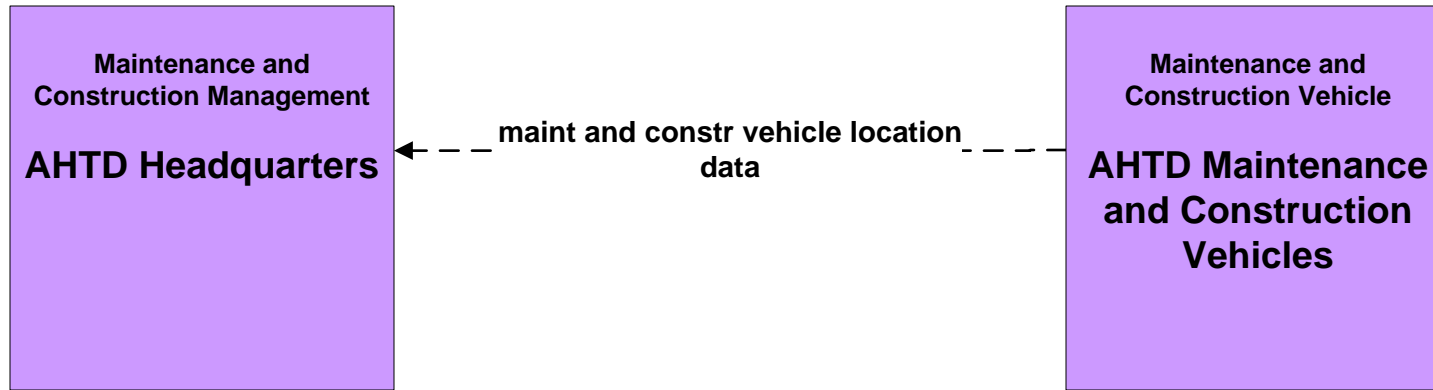 Maintenance and
Construction Management
AHTD Headquarters
maint and constr vehicle location
data
Maintenance and
Construction Vehicle
AHTD Maintenance
and Construction
Vehicles